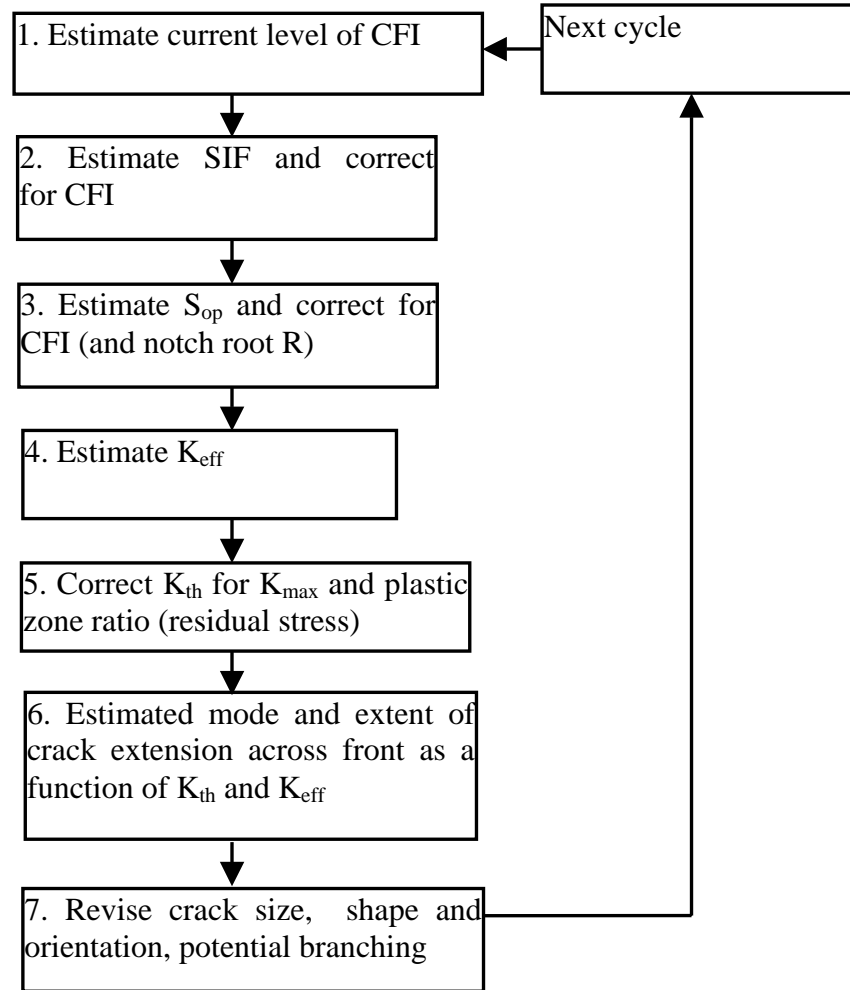 1. Estimate current level of CFI
Next cycle
2. Estimate SIF and correct
for CFI
3. Estimate Sop and correct for
CFI (and notch root R)
4. Estimate Keff
5. Correct Kth for Kmax and plastic
zone ratio (residual stress)
6. Estimated mode and extent of
crack extension across front as a
function of Kth and Keff
7. Revise crack size, shape and
orientation, potential branching